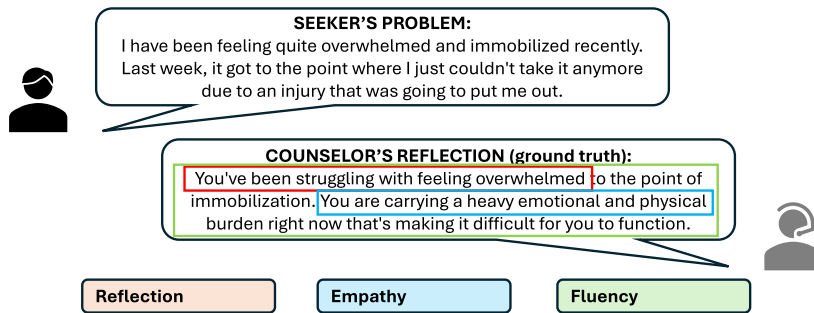 SEEKER'S PROBLEM:
I have been feeling quite overwhelmed and immobilized recently.
Last week, it got to the point where I just couldn't take it anymore
due to an injury that was going to put me out.
COUNSELOR'S REFLECTION (ground truth):
You've been struggling with feeling overwhelmed to the point of
immobilization. You are carrying a heavy emotional and physical
burden right now that's making it difficult for you to function.
Reflection
Empathy
Fluency